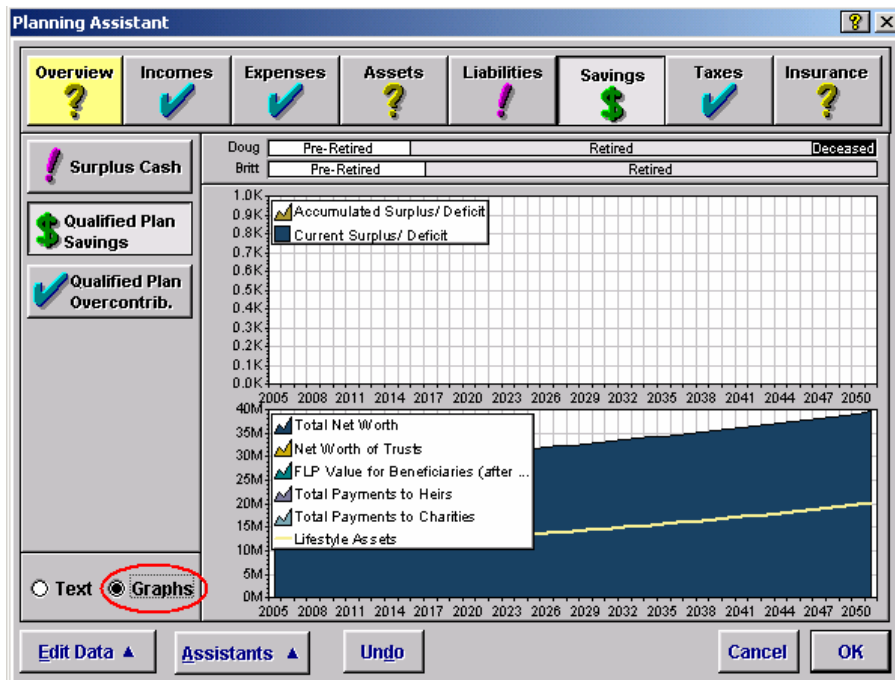 Planning Assistant
?
Overview Incomes Expenses Assets Liabilities Savings Taxes Insurance
? ? ! $ ?
! Surplus Cash
$ Qualified Plan
Savings
Qualified Plan
Overcontrib.
Text Graphs
Doug Pre-Retired Retired Deceased
Britt Pre-Retired Retired
1.0K
0.9K
0.8K
0.7K
0.6K
0.5K
0.4K
0.3K
0.2K
0.1K
0.0K
Accumulated Surplus/ Deficit
Current Surplus/ Deficit
2005 2008 2011 2014 2017 2020 2023 2026 2029 2032 2035 2038 2041 2044 2047 2050
40M
35M
30M
25M
20M
15M
10M
5M
0M
Total Net Worth
Net Worth of Trusts
FLP Value for Beneficiaries (after ...
Total Payments to Heirs
Total Payments to Charities
Lifestyle Assets
2005 2008 2011 2014 2017 2020 2023 2026 2029 2032 2035 2038 2041 2044 2047 2050
Edit Data Assistants Undo Cancel OK